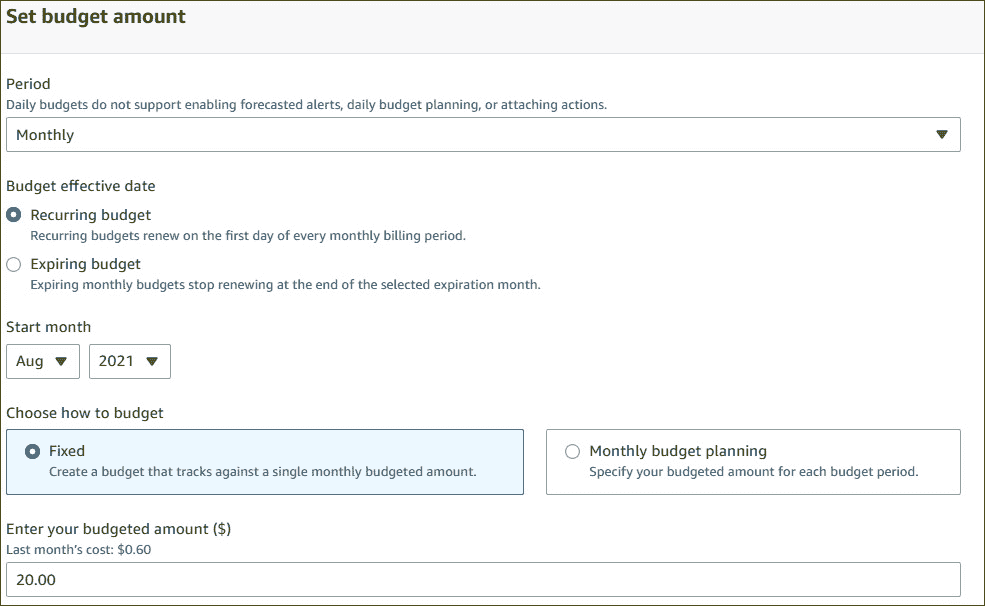 Set budget amount
Period
Daily budgets do not support enabling forecasted alerts, daily budget planning, or attaching actions.
Monthly
Budget effective date
Recurring budget
Recurring budgets renew on the first day of every monthly billing period.
Expiring budget
Expiring monthly budgets stop renewing at the end of the selected expiration month.
Start month
Aug 2021
Choose how to budget
Fixed
Create a budget that tracks against a single monthly budgeted amount.
Monthly budget planning
Specify your budgeted amount for each budget period.
Enter your budgeted amount ($)
Last month's cost: $0.60
20.00